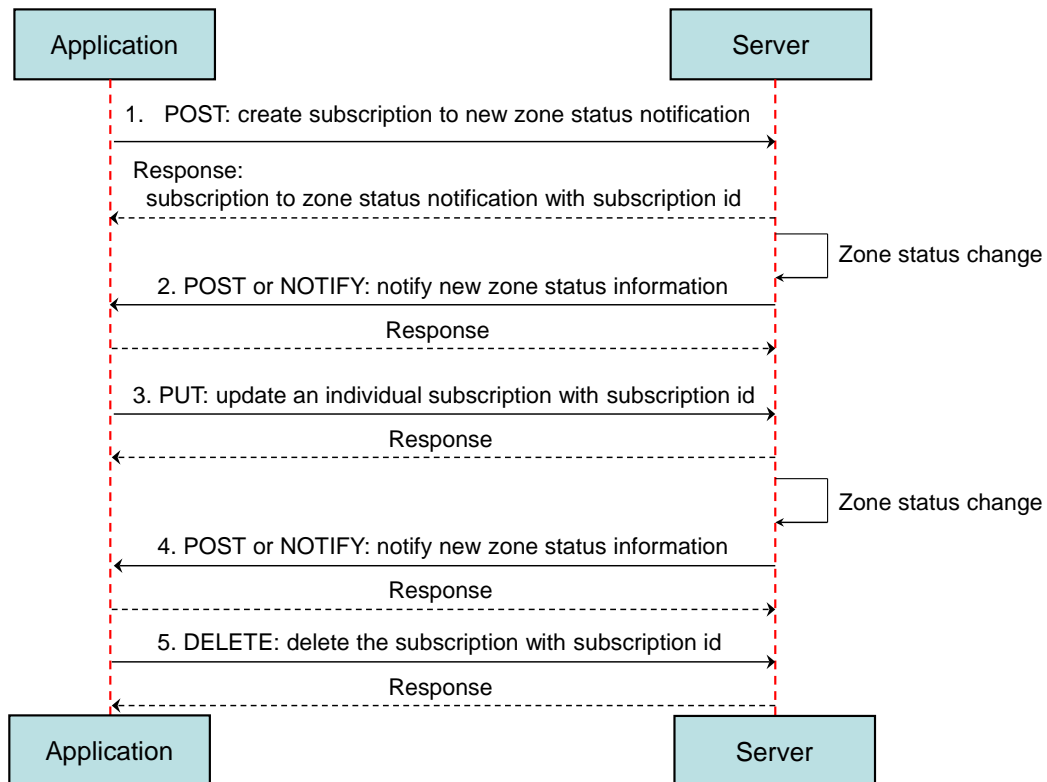 Application
Server
1. POST: create subscription to new zone status notification
Response:
subscription to zone status notification with subscription id
Zone status change
2. POST or NOTIFY: notify new zone status information
Response
3. PUT: update an individual subscription with subscription id
Response
Zone status change
4. POST or NOTIFY: notify new zone status information
Response
5. DELETE: delete the subscription with subscription id
Response
Application
Server